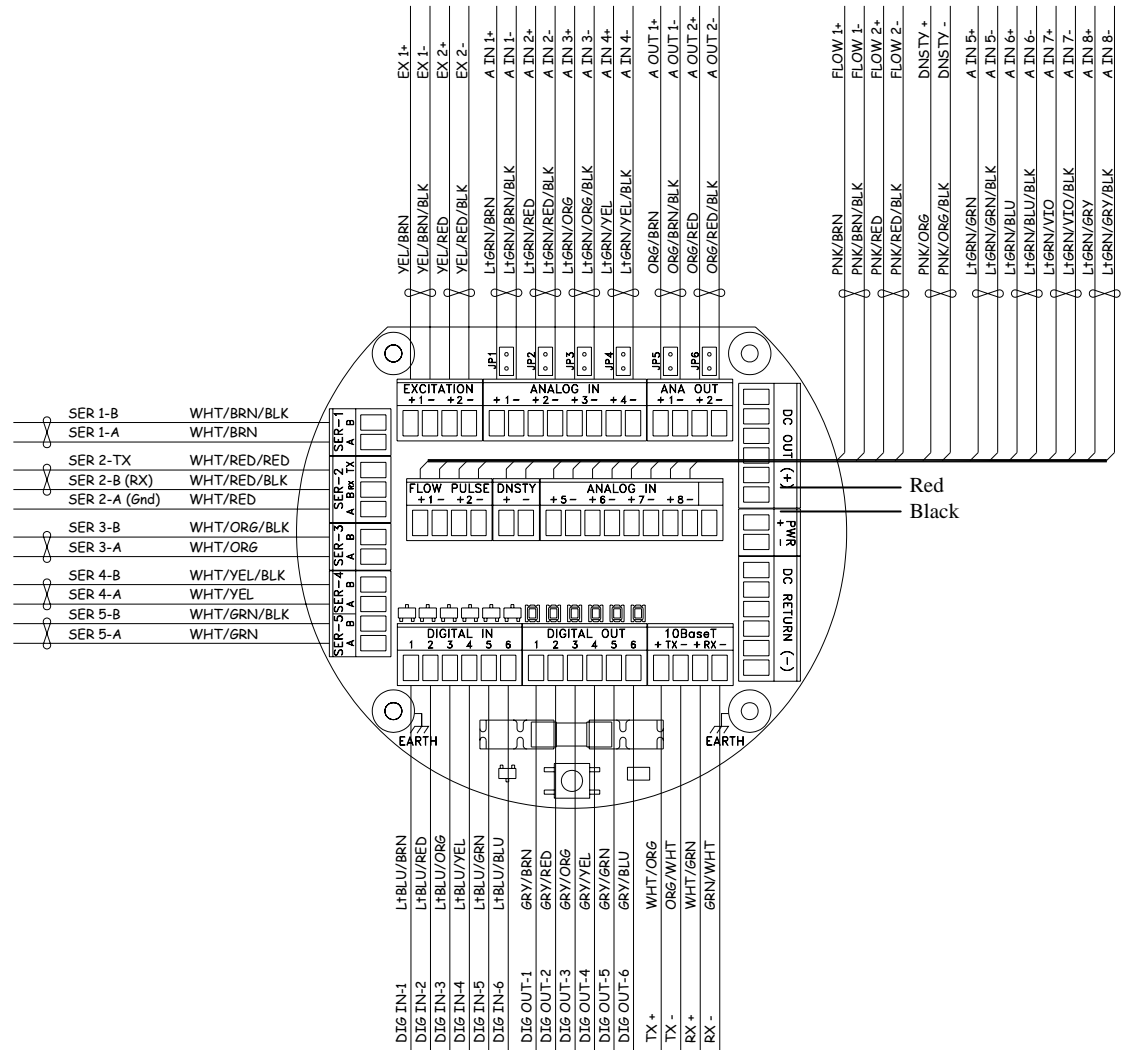 EX 1+
EX 1-
EX 2+
EX 2-
A IN 1+
A IN 1-
A IN 2+
A IN 2-
A IN 3+
A IN 3-
A IN 4+
A IN 4-
A OUT 1+
A OUT 1-
A OUT 2+
A OUT 2-
FLOW 1+
FLOW 1-
FLOW 2+
FLOW 2-
DNSTY +
DNSTY -
A IN 5+
A IN 5-
A IN 6+
A IN 6-
A IN 7+
A IN 7-
A IN 8+
A IN 8-
YEL/BRN
YEL/BRN/BLK
YEL/RED
YEL/RED/BLK
LtGRN/BRN
LtGRN/BRN/BLK
LtGRN/RED
LtGRN/RED/BLK
LtGRN/ORG
LtGRN/ORG/BLK
LtGRN/YEL
LtGRN/YEL/BLK
ORG/BRN
ORG/BRN/BLK
ORG/RED
ORG/RED/BLK
PNK/BRN
PNK/BRN/BLK
PNK/RED
PNK/RED/BLK
PNK/ORG
PNK/ORG/BLK
LtGRN/GRN
LtGRN/GRN/BLK
LtGRN/BLU
LtGRN/BLU/BLK
LtGRN/VIO
LtGRN/VIO/BLK
LtGRN/GRY
LtGRN/GRY/BLK
JP1
JP2
JP3
JP4
JP5
JP6
EXCITATION
+ 1 - + 2 -
ANALOG IN
+ 1 - + 2 - + 3 - + 4 -
ANA OUT
+ 1 - + 2 -
SER 1-B WHT/BRN/BLK
SER 1-A WHT/BRN
SER 2-TX WHT/RED/RED
SER 2-B (RX) WHT/RED/BLK
SER 2-A (Gnd) WHT/RED
SER 3-B WHT/ORG/BLK
SER 3-A WHT/ORG
SER 4-B WHT/YEL/BLK
SER 4-A WHT/YEL
SER 5-B WHT/GRN/BLK
SER 5-A WHT/GRN
SER-1
B
A
SER-2
TX
B RX
A
SER-3
B
A
SER-4
B
A
SER-5
B
A
FLOW PULSE
+ 1 - + 2 -
DNSTY
+ -
ANALOG IN
+ 5 - + 6 - + 7 - + 8 -
DC OUT (+)
Red
Black
PWR
+ -
DC RETURN (-)
DIGITAL IN
1 2 3 4 5 6
DIGITAL OUT
1 2 3 4 5 6
10BaseT
+ TX - + RX -
EARTH
EARTH
LtBLU/BRN
LtBLU/RED
LtBLU/ORG
LtBLU/YEL
LtBLU/GRN
LtBLU/BLU
GRY/BRN
GRY/RED
GRY/ORG
GRY/YEL
GRY/GRN
GRY/BLU
WHT/ORG
ORG/WHT
WHT/GRN
GRN/WHT
DIG IN-1
DIG IN-2
DIG IN-3
DIG IN-4
DIG IN-5
DIG IN-6
DIG OUT-1
DIG OUT-2
DIG OUT-3
DIG OUT-4
DIG OUT-5
DIG OUT-6
TX +
TX -
RX +
RX -